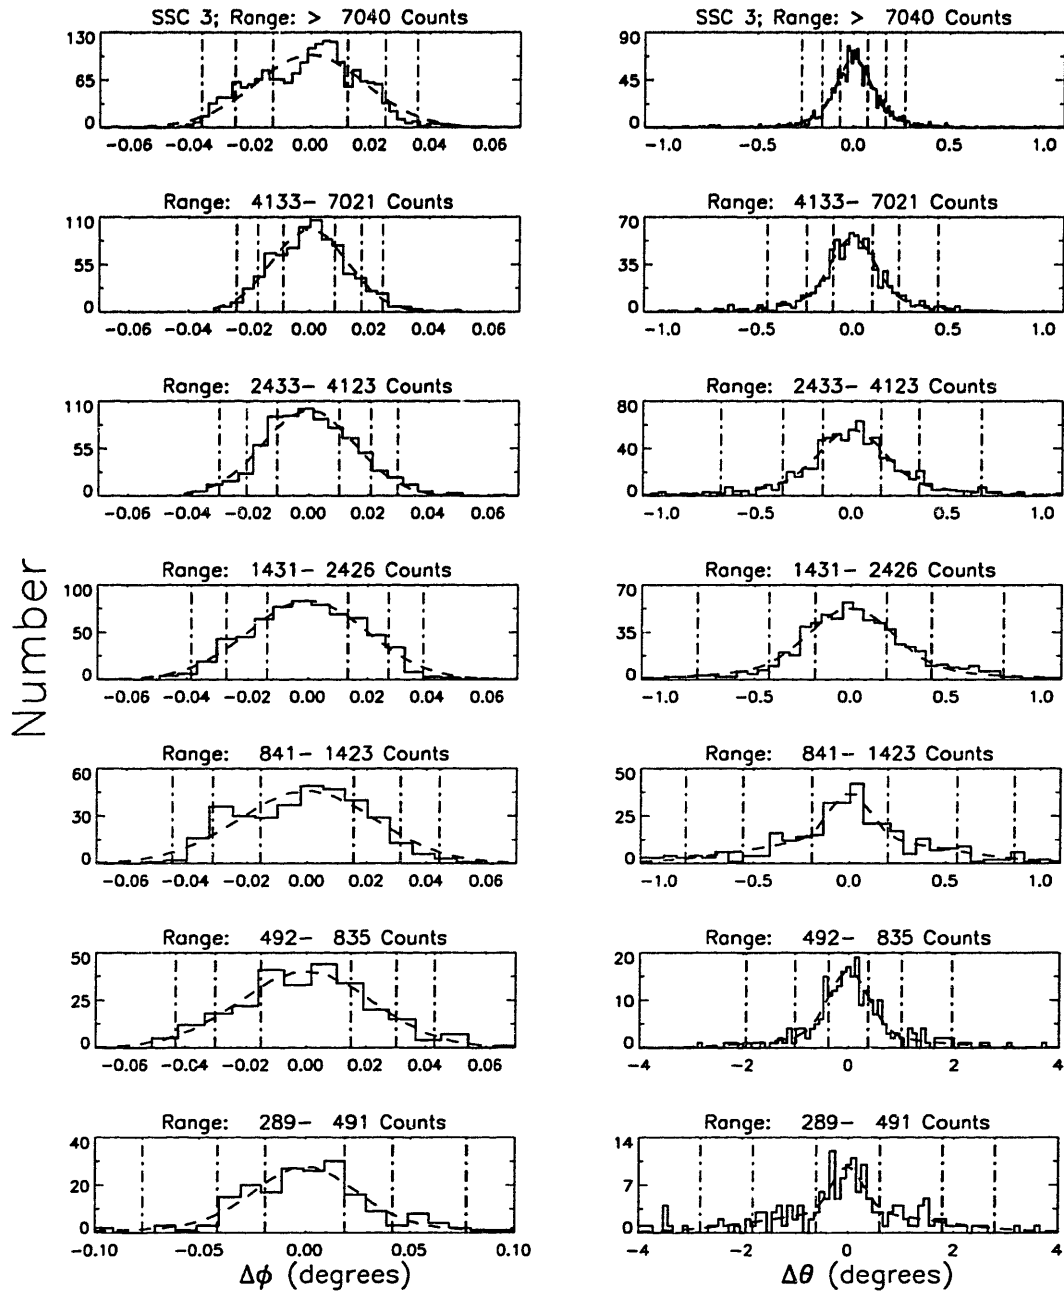 SSC 3; Range: > 7040 Counts
130
65
0
-0.06 -0.04 -0.02 0.00 0.02 0.04 0.06
SSC 3; Range: > 7040 Counts
90
45
0
-1.0 -0.5 0.0 0.5 1.0
Range: 4133- 7021 Counts
110
55
0
-0.06 -0.04 -0.02 0.00 0.02 0.04 0.06
Range: 4133- 7021 Counts
70
35
0
-1.0 -0.5 0.0 0.5 1.0
Range: 2433- 4123 Counts
110
55
0
-0.06 -0.04 -0.02 0.00 0.02 0.04 0.06
Range: 2433- 4123 Counts
80
40
0
-1.0 -0.5 0.0 0.5 1.0
Number
Range: 1431- 2426 Counts
100
50
0
-0.06 -0.04 -0.02 0.00 0.02 0.04 0.06
Range: 1431- 2426 Counts
70
35
0
-1.0 -0.5 0.0 0.5 1.0
Range: 841- 1423 Counts
60
30
0
-0.06 -0.04 -0.02 0.00 0.02 0.04 0.06
Range: 841- 1423 Counts
50
25
0
-1.0 -0.5 0.0 0.5 1.0
Range: 492- 835 Counts
50
25
0
-0.06 -0.04 -0.02 0.00 0.02 0.04 0.06
Range: 492- 835 Counts
20
10
0
-4 -2 0 2 4
Range: 289- 491 Counts
40
20
0
-0.10 -0.05 0.00 0.05 0.10
Δϕ (degrees)
Range: 289- 491 Counts
14
7
0
-4 -2 0 2 4
Δθ (degrees)